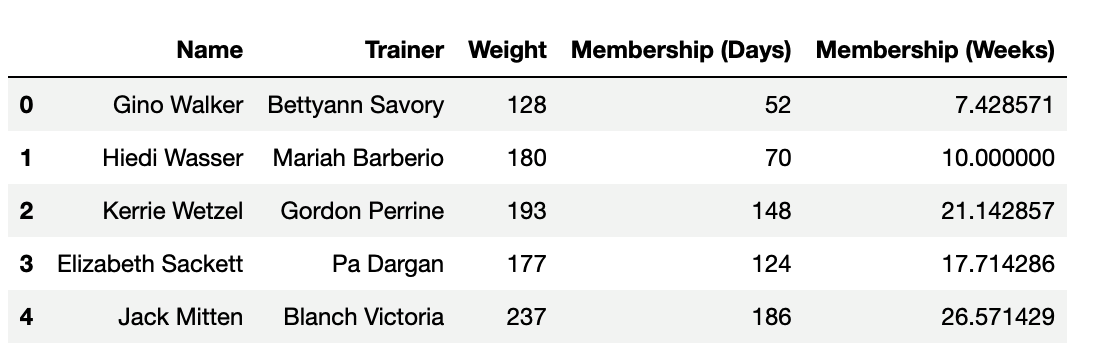 Name Trainer Weight Membership (Days) Membership (Weeks)
0 Gino Walker Bettyann Savory 128 52 7.428571
1 Hiedi Wasser Mariah Barberio 180 70 10.000000
2 Kerrie Wetzel Gordon Perrine 193 148 21.142857
3 Elizabeth Sackett Pa Dargan 177 124 17.714286
4 Jack Mitten Blanch Victoria 237 186 26.571429